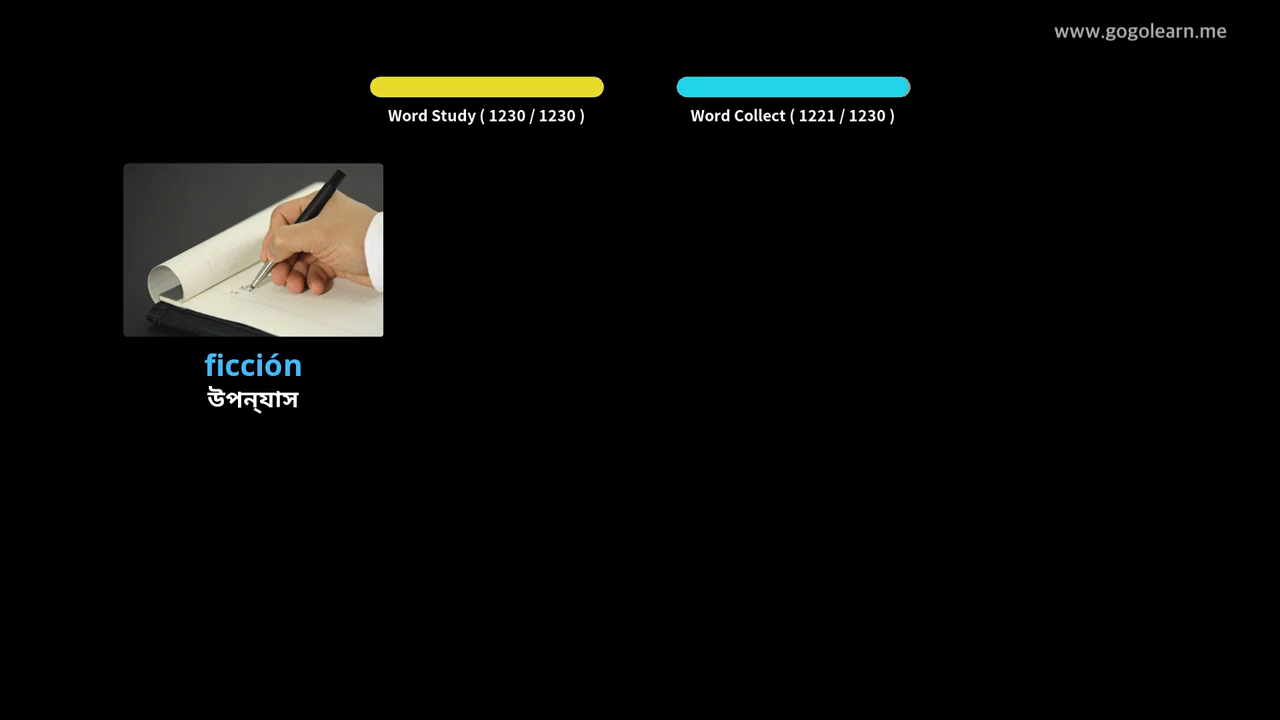 www.gogolearn.me
Word Study ( 1230 / 1230 )
Word Collect ( 1221 / 1230 )
ficción
উপন্যাস